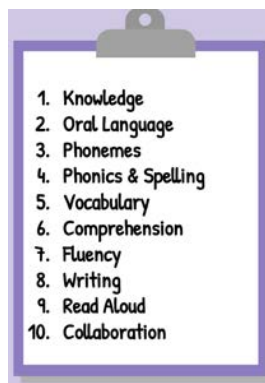 1. Knowledge
2. Oral Language
3. Phonemes
4. Phonics & Spelling
5. Vocabulary
6. Comprehension
7. Fluency
8. Writing
9. Read Aloud
10. Collaboration